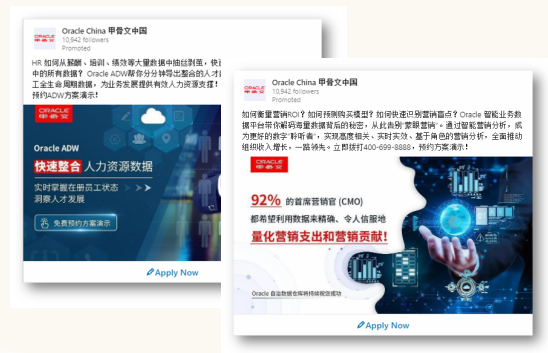 Oracle China 甲骨文中国
10,942 followers
Promoted
HR 如何从薪酬、培训、绩效等大量数据中抽丝剥茧，快速
中的所有数据？ Oracle ADW帮你分分钟导出整合的人才
工全生命周期数据，为业务发展提供有效人力资源支撑！
预约ADW方案演示！
ORACLE
甲骨文
Oracle ADW
快速整合 人力资源数据
实时掌握在册员工状态
洞察人才发展
免费预约方案演示
Apply Now
Oracle China 甲骨文中国
10,942 followers
Promoted
如何衡量营销ROI？如何预测购买模型？如何快速识别营销盲点？Oracle 智能业务数
据平台带你解码海量数据背后的秘密，从此告别“蒙眼营销”。通过智能营销分析，成
为更好的数字“聆听者”，实现高度相关、实时实效、基于角色的营销分析，全面推动
组织收入增长，一路领先。立即拨打400-699-8888，预约方案演示！
ORACLE
甲骨文
92% 的首席营销官 (CMO)
都希望利用数据来精确、令人信服地
量化营销支出和营销贡献！
Oracle 自治数据仓库将持续祝您成功
Apply Now